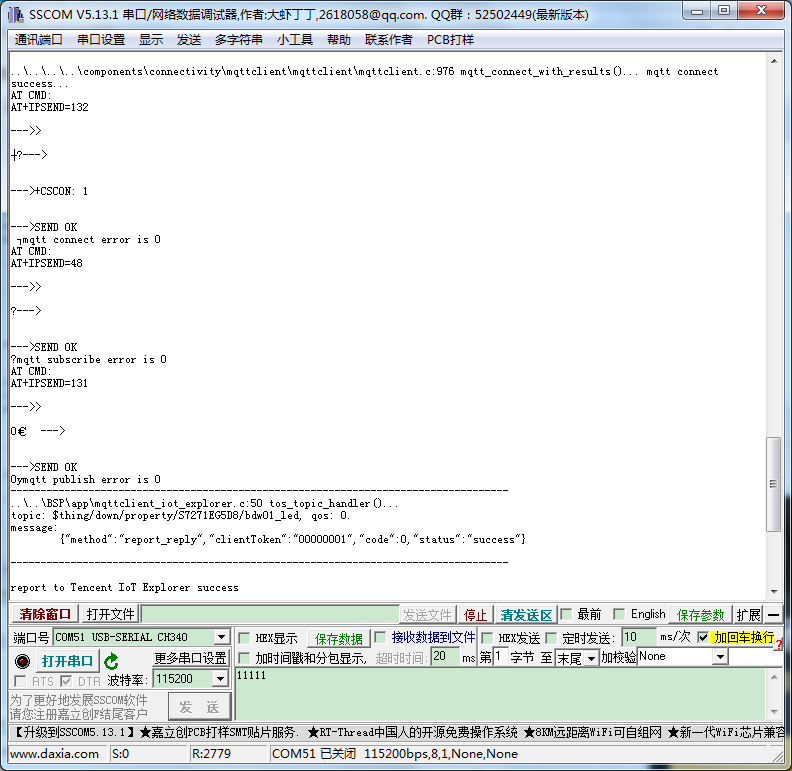 SSCOM V5.13.1 串口/网络数据调试器,作者:大虾丁丁,2618058@qq.com. QQ群：52502449(最新版本)
通讯端口 串口设置 显示 发送 多字符串 小工具 帮助 联系作者 PCB打样
..\..\..\..\components\connectivity\mqttclient\mqttclient\mqttclient.c:976 mqtt_connect_with_results()... mqtt connect
success...
AT CMD:
AT+IPSEND=132
--->>
╁?--->
--->+CSCON: 1
--->SEND OK
┐mqtt connect error is 0
AT CMD:
AT+IPSEND=48
--->>
?--->
--->SEND OK
?mqtt subscribe error is 0
AT CMD:
AT+IPSEND=131
--->>
0€ --->
--->SEND OK
0ymqtt publish error is 0
-----------------------------------------------------------------------------------
..\..\BSP\app\mqttclient_iot_explorer.c:50 tos_topic_handler()...
topic: $thing/down/property/S7271EG5D8/bdw01_led, qos: 0.
message:
{"method":"report_reply","clientToken":"00000001","code":0,"status":"success"}
-----------------------------------------------------------------------------------
report to Tencent IoT Explorer success
清除窗口 打开文件 发送文件 停止 清发送区 最前 English 保存参数 扩展 —
端口号 COM51 USB-SERIAL CH340 HEX显示 保存数据 接收数据到文件 HEX发送 定时发送: 10 ms/次 加回车换行
打开串口 更多串口设置 加时间戳和分包显示, 超时时间: 20 ms 第 1 字节 至 末尾 加校验 None
RTS DTR 波特率: 115200 11111
为了更好地发展SSCOM软件
请您注册嘉立创F结尾客户
发 送
【升级到SSCOM5.13.1】★嘉立创PCB打样SMT贴片服务. ★RT-Thread中国人的开源免费操作系统 ★8KM远距离WiFi可自组网 ★新一代WiFi芯片兼容
www.daxia.com S:0 R:2779 COM51 已关闭 115200bps,8,1,None,None